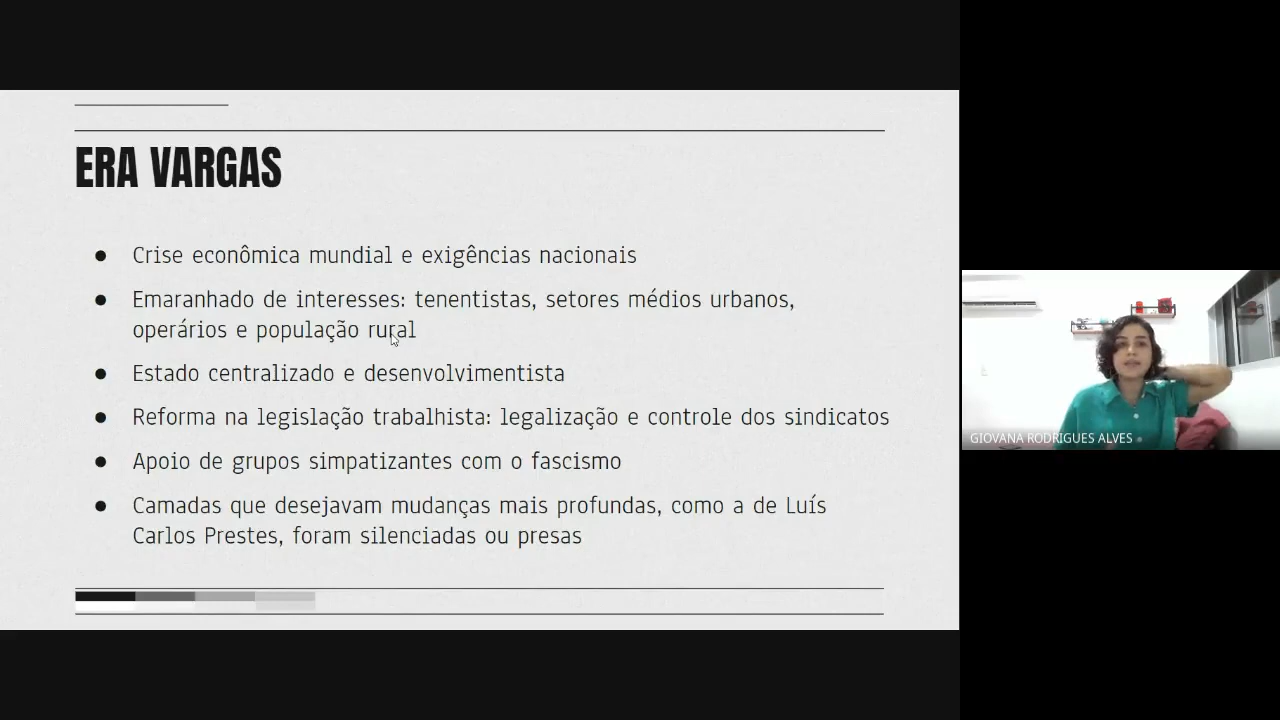 ERA VARGAS
● Crise econômica mundial e exigências nacionais
● Emaranhado de interesses: tenentistas, setores médios urbanos,
operários e população rural
● Estado centralizado e desenvolvimentista
● Reforma na legislação trabalhista: legalização e controle dos sindicatos
● Apoio de grupos simpatizantes com o fascismo
● Camadas que desejavam mudanças mais profundas, como a de Luís
Carlos Prestes, foram silenciadas ou presas
GIOVANA RODRIGUES ALVES